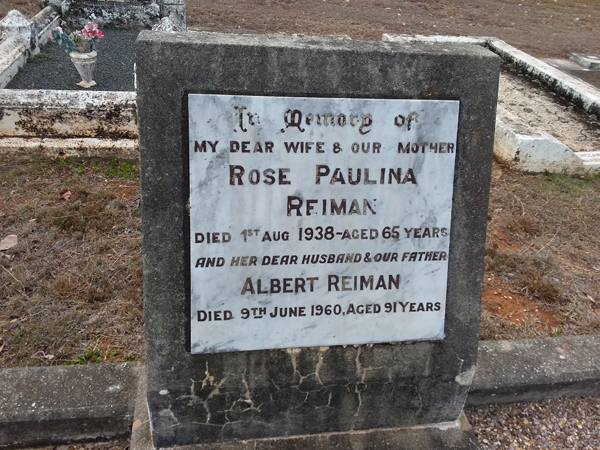 In Memory of
MY DEAR WIFE & OUR MOTHER
ROSE PAULINA
REIMAN
DIED 1ST AUG 1938-AGED 65 YEARS
AND HER DEAR HUSBAND & OUR FATHER
ALBERT REIMAN
DIED 9TH JUNE 1960, AGED 91 YEARS